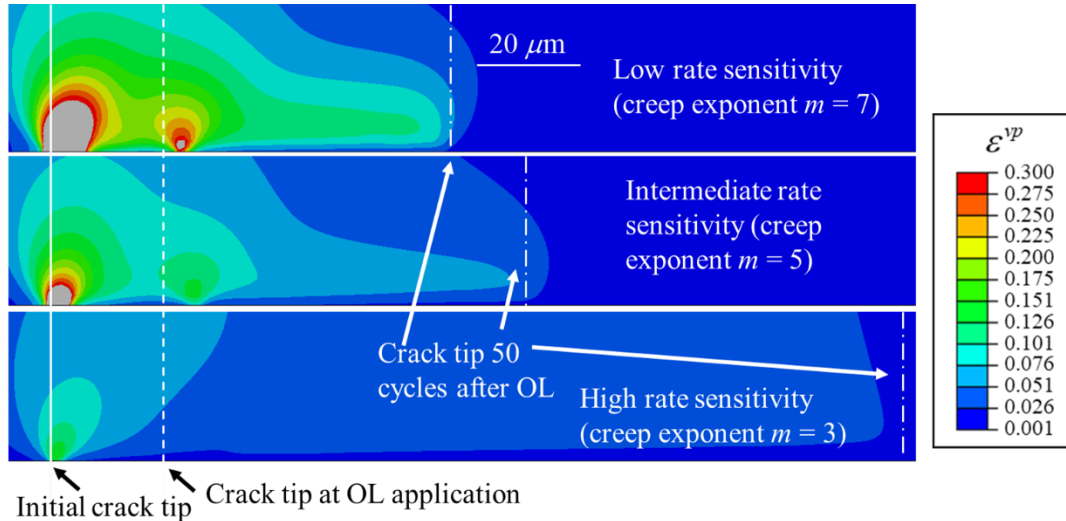 20 μm
Low rate sensitivity
(creep exponent m = 7)
Intermediate rate
sensitivity (creep
exponent m = 5)
Crack tip 50
cycles after OL
High rate sensitivity
(creep exponent m = 3)
Initial crack tip
Crack tip at OL application
ε^vp
0.300
0.275
0.250
0.225
0.200
0.175
0.151
0.126
0.101
0.076
0.051
0.026
0.001